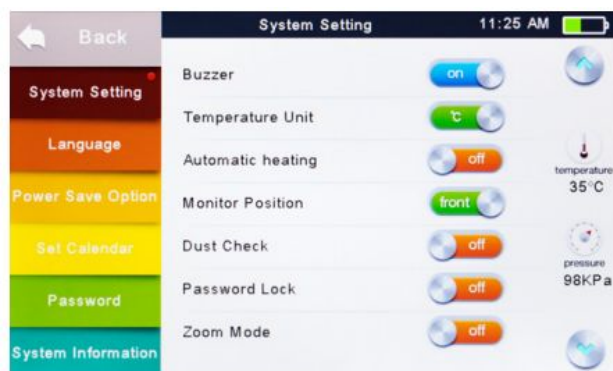 Back
System Setting
11:25 AM
System Setting
Language
Power Save Option
Set Calendar
Password
System Information
Buzzer on
Temperature Unit ℃
Automatic heating off
Monitor Position front
Dust Check off
Password Lock off
Zoom Mode off
temperature
35°C
pressure
98KPa